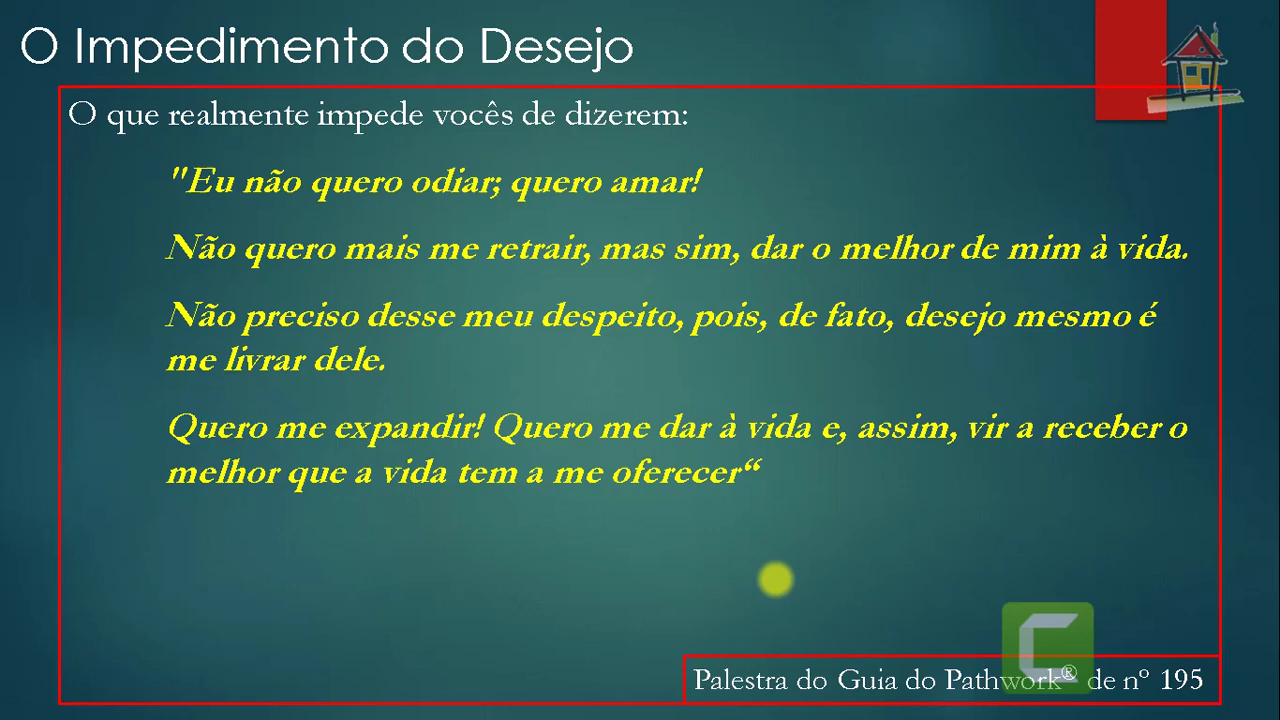 O Impedimento do Desejo
O que realmente impede vocês de dizerem:
"Eu não quero odiar; quero amar!
Não quero mais me retrair, mas sim, dar o melhor de mim à vida.
Não preciso desse meu despeito, pois, de fato, desejo mesmo é
me livrar dele.
Quero me expandir! Quero me dar à vida e, assim, vir a receber o
melhor que a vida tem a me oferecer“
Palestra do Guia do Pathwork® de nº 195